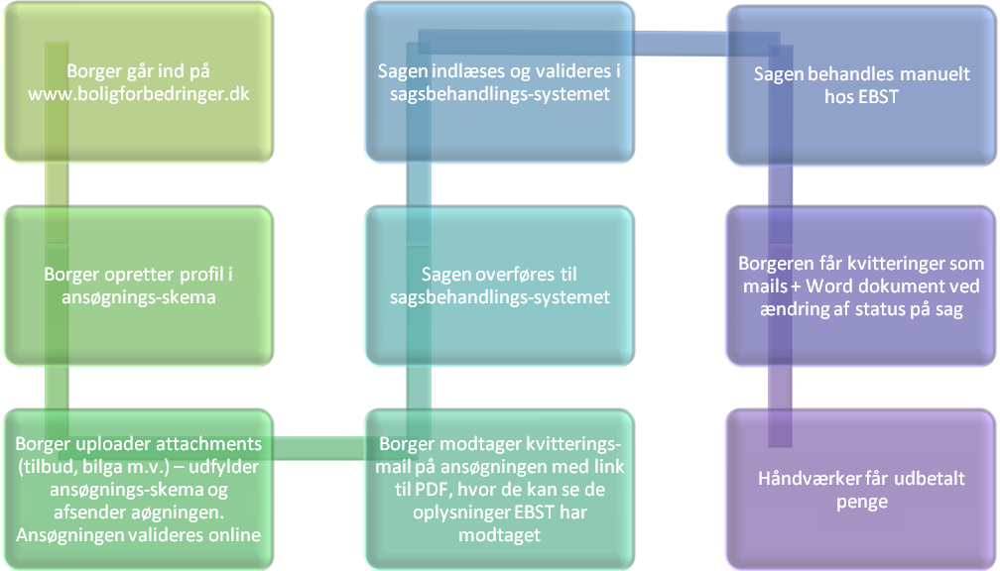 Borger går ind på
www.boligforbedringer.dk
Borger opretter profil i
ansøgnings-skema
Borger uploader attachments
(tilbud, bilga m.v.) – udfylder
ansøgnings-skema og
afsender aøgningen.
Ansøgningen valideres online
Borger modtager kvitterings-
mail på ansøgningen med link
til PDF, hvor de kan se de
oplysninger EBST har
modtaget
Sagen overføres til
sagsbehandlings-systemet
Sagen indlæses og valideres i
sagsbehandlings-systemet
Sagen behandles manuelt
hos EBST
Borgeren får kvitteringer som
mails + Word dokument ved
ændring af status på sag
Håndværker får udbetalt
penge